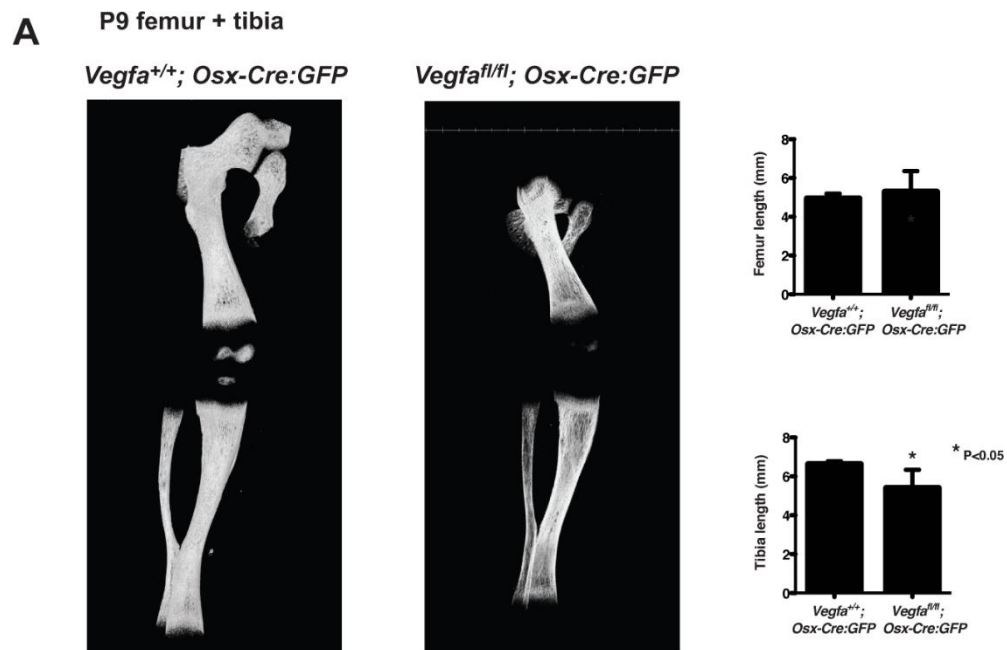 A
P9 femur + tibia
Vegfa+/+; Osx-Cre:GFP
Vegfafl/fl; Osx-Cre:GFP
Femur length (mm)
8
6
4
2
0
*
Vegfa+/+;
Osx-Cre:GFP
Vegfafl/fl;
Osx-Cre:GFP
Tibia length (mm)
8
6
4
2
0
*
* P<0.05
Vegfa+/+;
Osx-Cre:GFP
Vegfafl/fl;
Osx-Cre:GFP